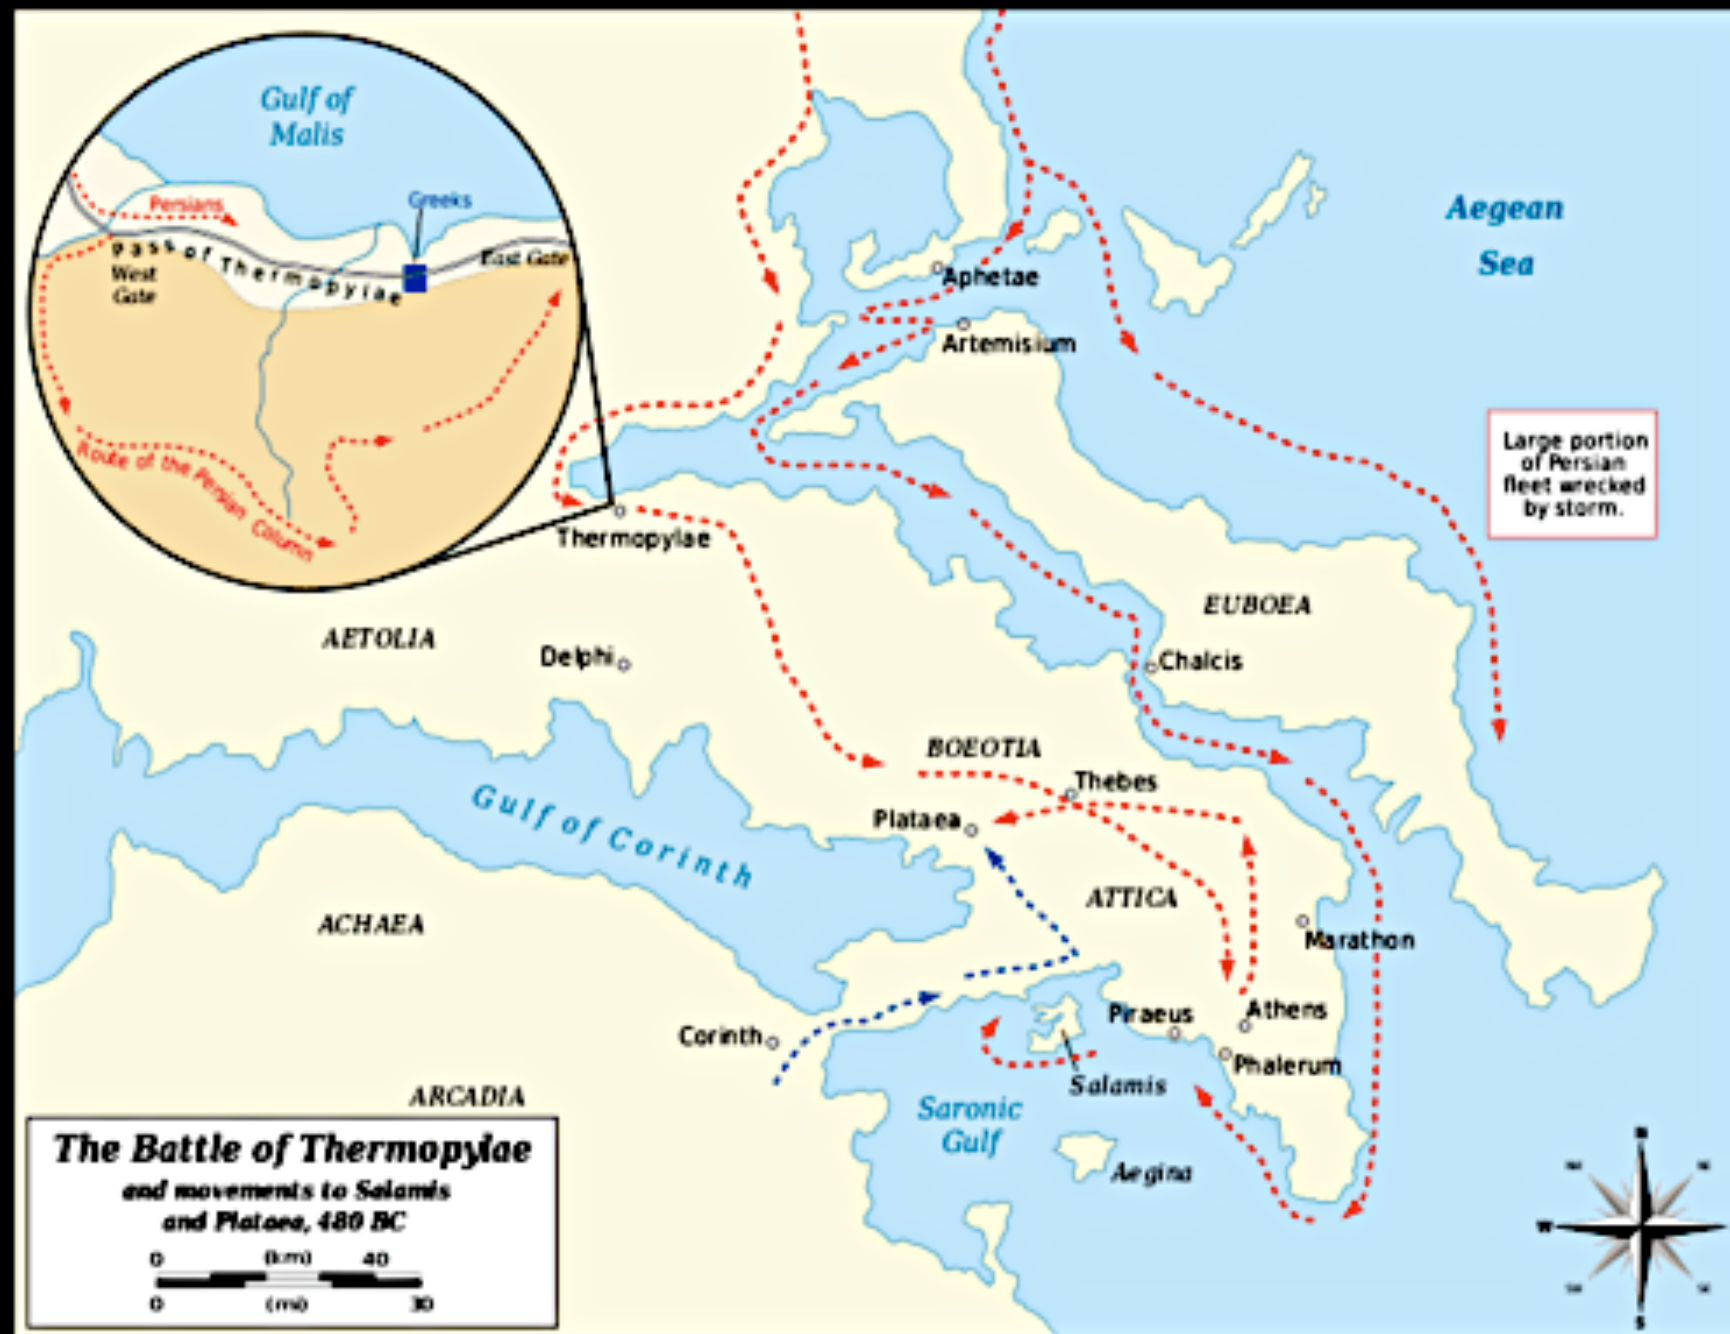 Gulf of
Malis
Persians
Greeks
Pass of Thermopylae
East Gate
West
Gate
Route of the Persian Column
Aegean
Sea
Aphetae
Artemisium
Large portion
of Persian
fleet wrecked
by storm.
Thermopylae
EUBOEA
AETOLIA
Delphi
Chalcis
BOEOTIA
Thebes
Plataea
Gulf of Corinth
ATTICA
ACHAEA
Marathon
Corinth
Piraeus
Athens
Phalerum
Salamis
ARCADIA
Saronic
Gulf
Aegina
The Battle of Thermopylae
and movements to Salamis
and Plataea, 480 BC
0 (km) 40
0 (mi) 30
N
W
S